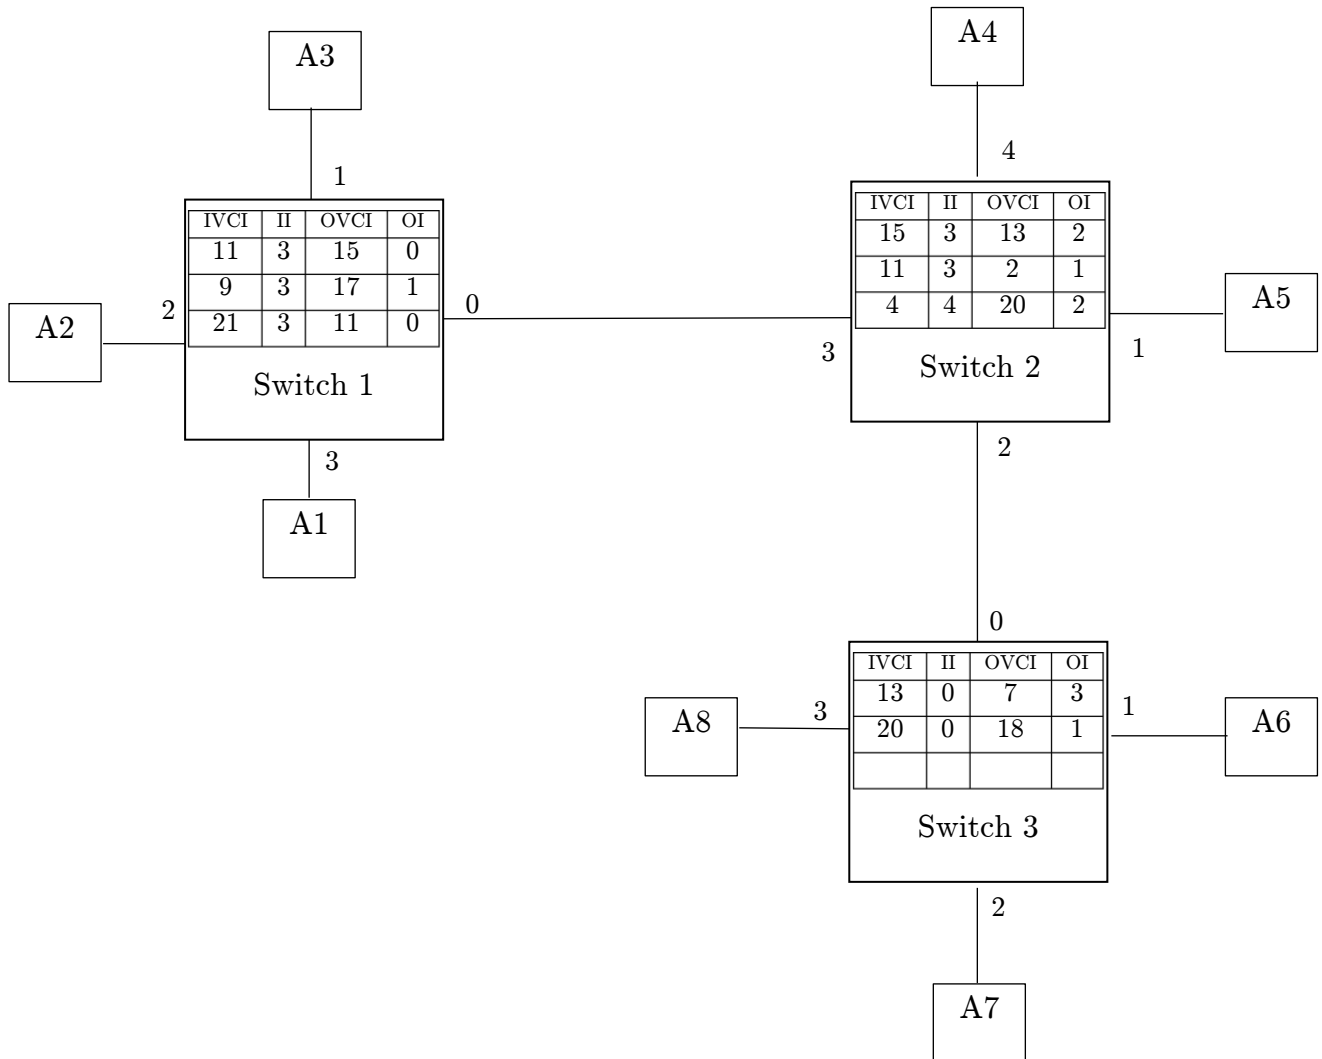 A4
A3
4
1
IVCI II OVCI OI
15 3 13 2
11 3 2 1
4 4 20 2
Switch 2
IVCI II OVCI OI
11 3 15 0
9 3 17 1
21 3 11 0
Switch 1
2
0
A2
A5
3
1
3
2
A1
0
IVCI II OVCI OI
13 0 7 3
20 0 18 1
Switch 3
A8
3
1
A6
2
A7